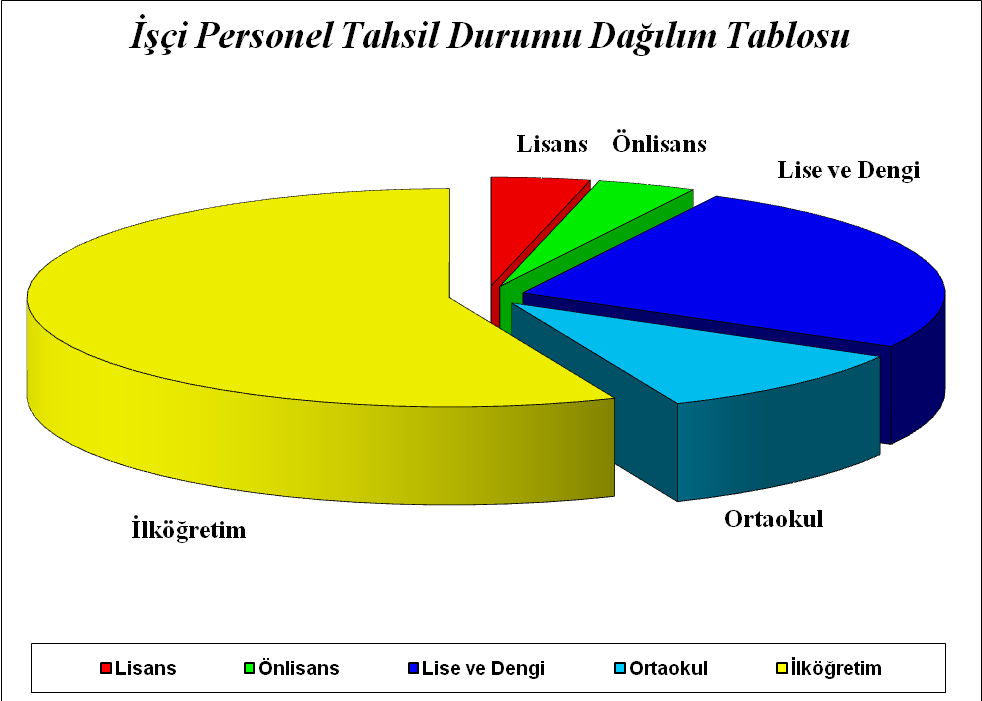 İşçi Personel Tahsil Durumu Dağılım Tablosu
Lisans Önlisans
Lise ve Dengi
Ortaokul
İlköğretim
Lisans Önlisans Lise ve Dengi Ortaokul İlköğretim